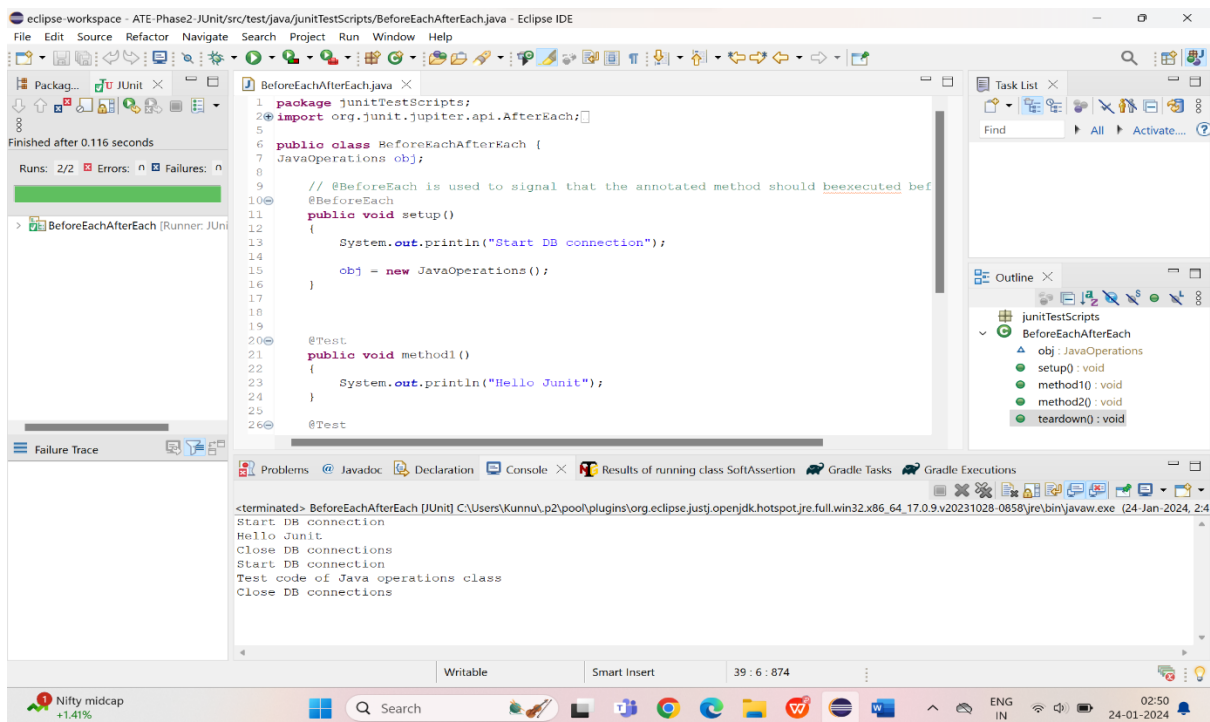 eclipse-workspace - ATE-Phase2-JUnit/src/test/java/junitTestScripts/BeforeEachAfterEach.java - Eclipse IDE
File Edit Source Refactor Navigate Search Project Run Window Help
Packag... JUnit
Finished after 0.116 seconds
Runs: 2/2 Errors: Failures:
BeforeEachAfterEach [Runner: JUni
Failure Trace
BeforeEachAfterEach.java
1 package junitTestScripts;
2 import org.junit.jupiter.api.AfterEach;
5
6 public class BeforeEachAfterEach {
7 JavaOperations obj;
8
9 // @BeforeEach is used to signal that the annotated method should beexecuted bef
10 @BeforeEach
11 public void setup()
12 {
13 System.out.println("Start DB connection");
14
15 obj = new JavaOperations();
16 }
17
18
19
20 @Test
21 public void method1()
22 {
23 System.out.println("Hello Junit");
24 }
25
26 @Test
Task List
Find All Activate....
Outline
junitTestScripts
BeforeEachAfterEach
obj : JavaOperations
setup() : void
method1() : void
method2() : void
teardown() : void
Problems Javadoc Declaration Console Results of running class SoftAssertion Gradle Tasks Gradle Executions
<terminated> BeforeEachAfterEach [JUnit] C:\Users\Kunnu\.p2\pool\plugins\org.eclipse.justj.openjdk.hotspot.jre.full.win32.x86_64_17.0.9.v20231028-0858\jre\bin\javaw.exe (24-Jan-2024, 2:4
Start DB connection
Hello Junit
Close DB connections
Start DB connection
Test code of Java operations class
Close DB connections
Writable Smart Insert 39 : 6 : 874
1 Nifty midcap
+1.41%
Search
ENG
IN
02:50
24-01-2024